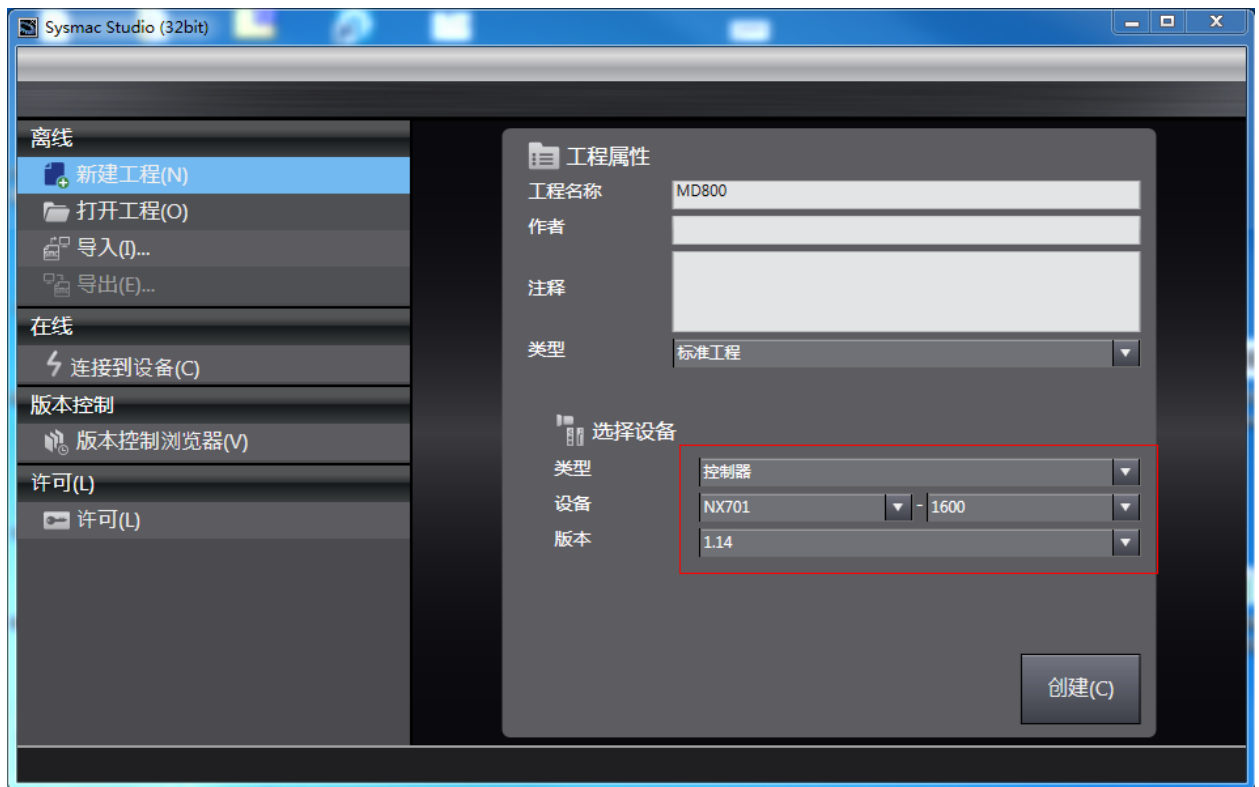 Sysmac Studio (32bit)
离线
新建工程(N)
打开工程(O)
导入(I)...
导出(E)...
在线
连接到设备(C)
版本控制
版本控制浏览器(V)
许可(L)
许可(L)
工程属性
工程名称 MD800
作者
注释
类型 标准工程
选择设备
类型 控制器
设备 NX701 - 1600
版本 1.14
创建(C)